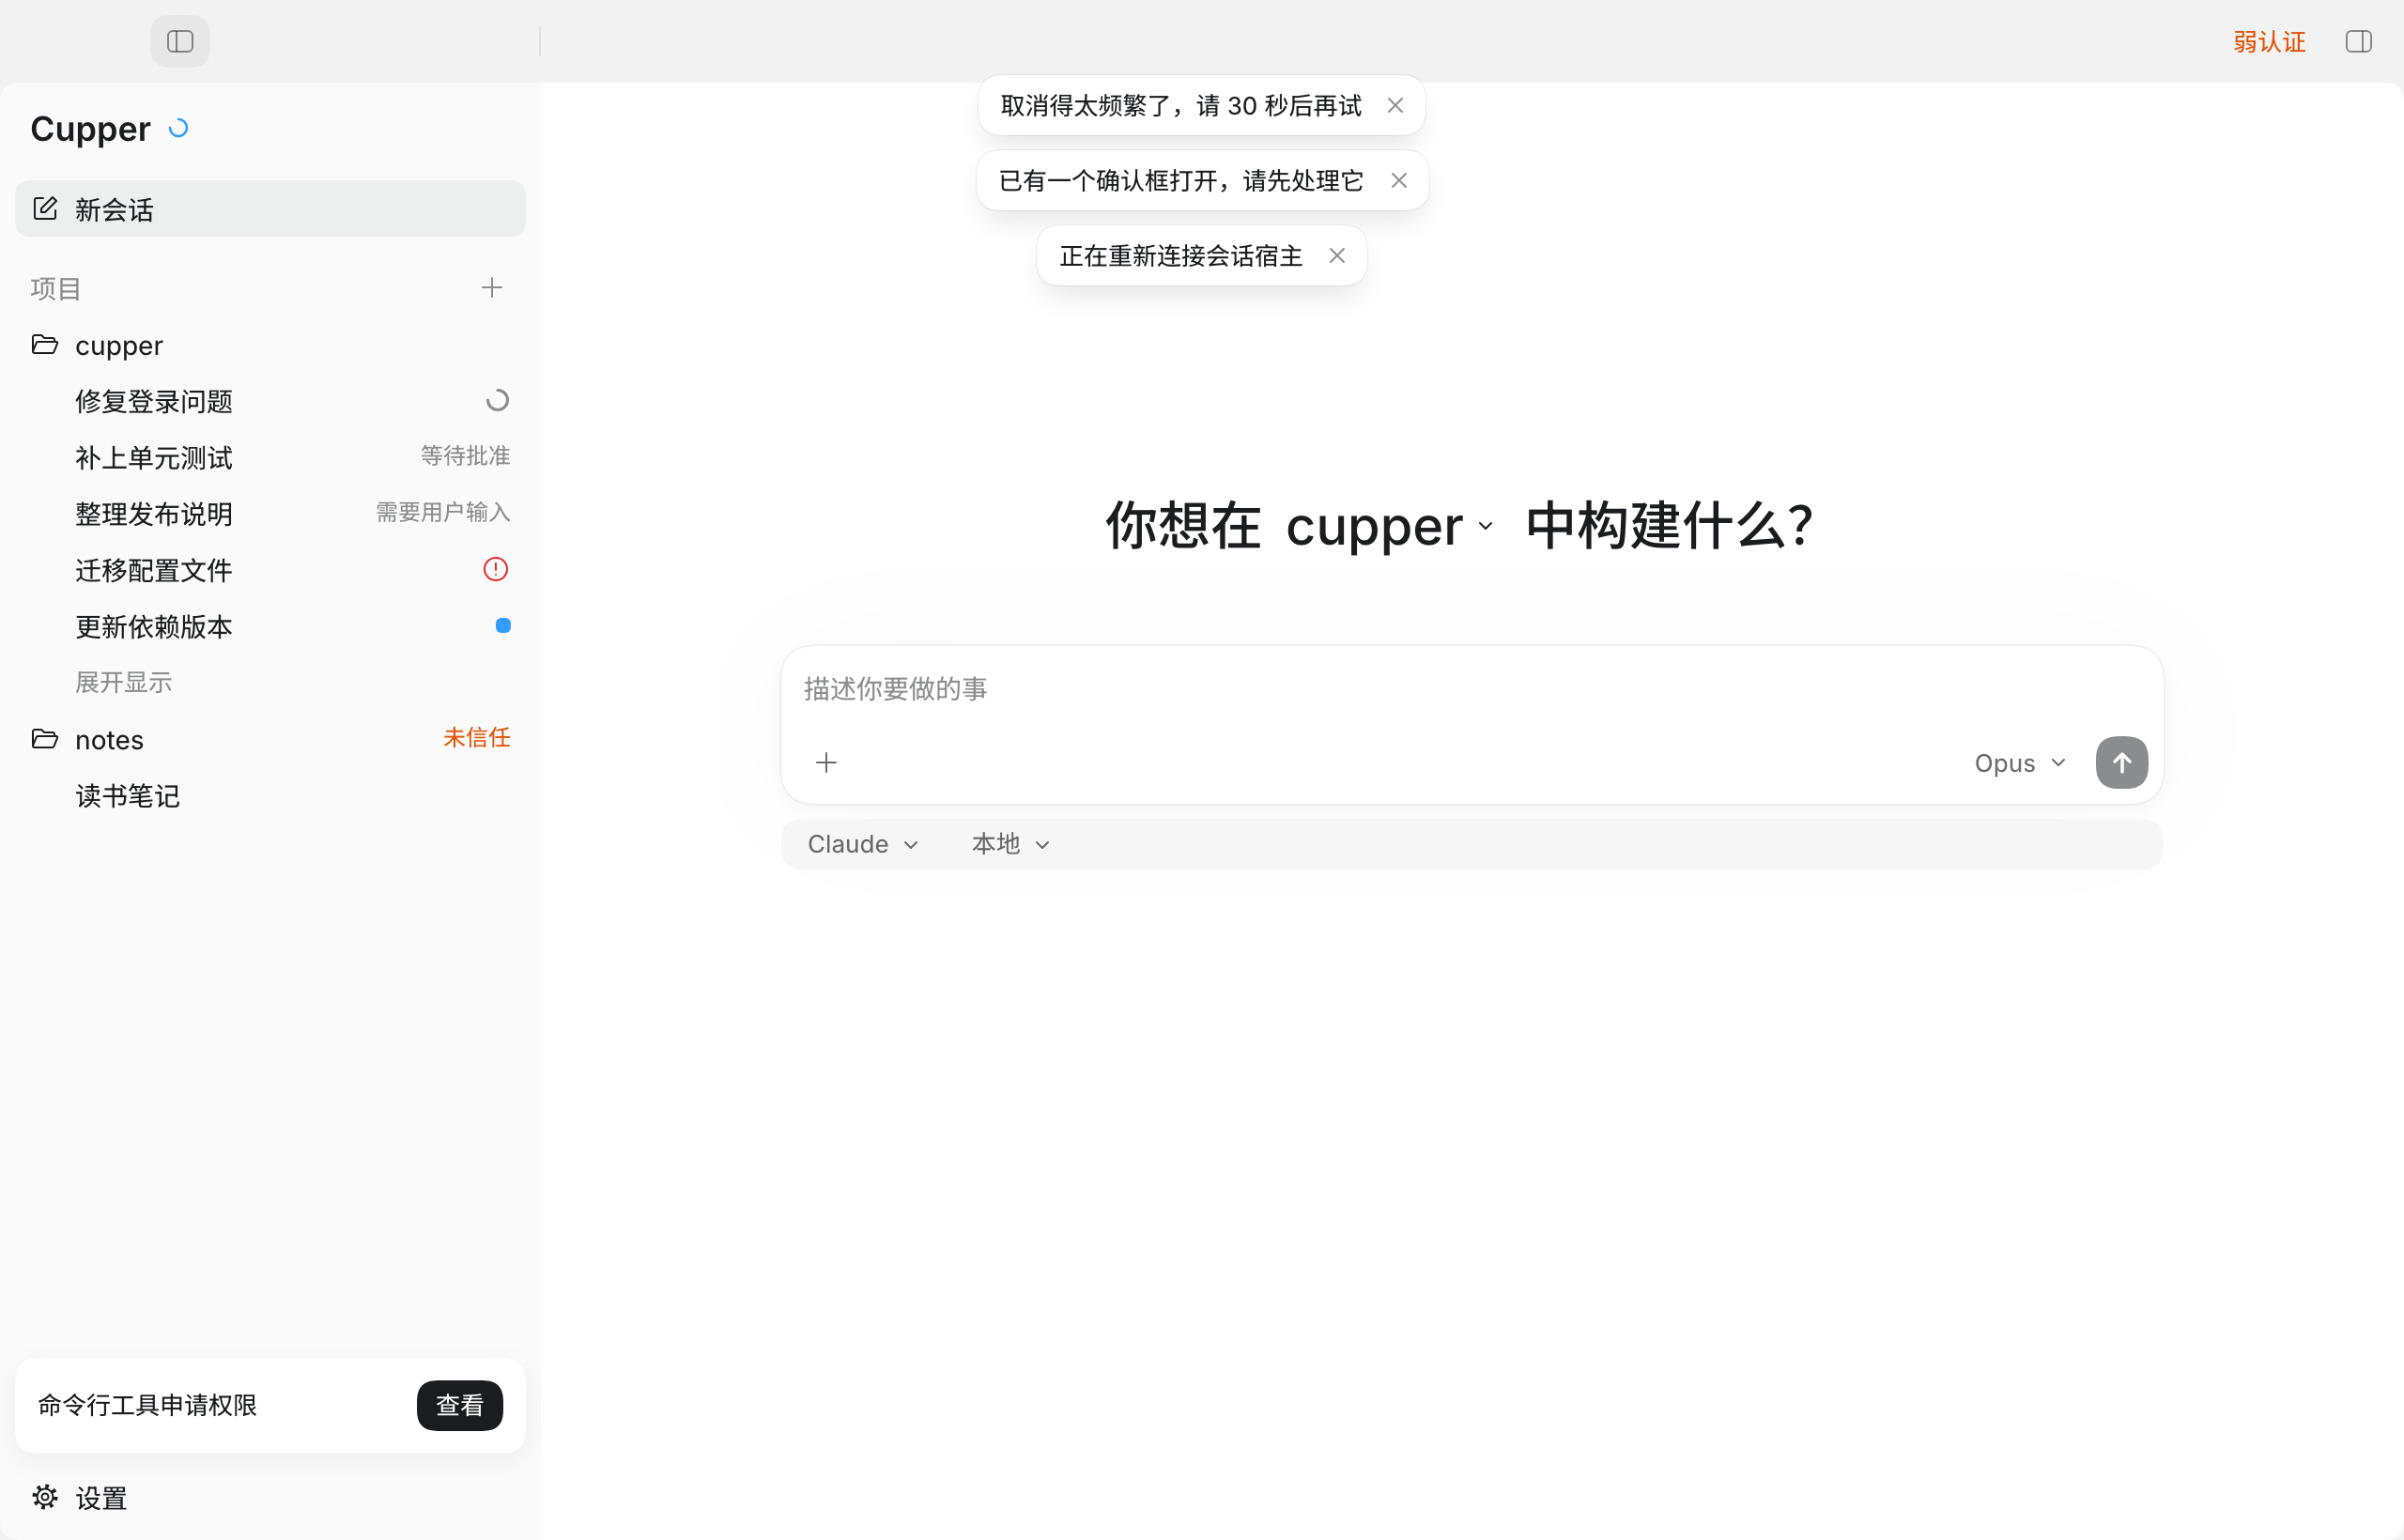 弱认证
Cupper
新会话
项目
cupper
修复登录问题
补上单元测试 等待批准
整理发布说明 需要用户输入
迁移配置文件
更新依赖版本
展开显示
notes 未信任
读书笔记
命令行工具申请权限 查看
设置
取消得太频繁了，请 30 秒后再试
已有一个确认框打开，请先处理它
正在重新连接会话宿主
你想在 cupper 中构建什么？
描述你要做的事
Opus
Claude 本地